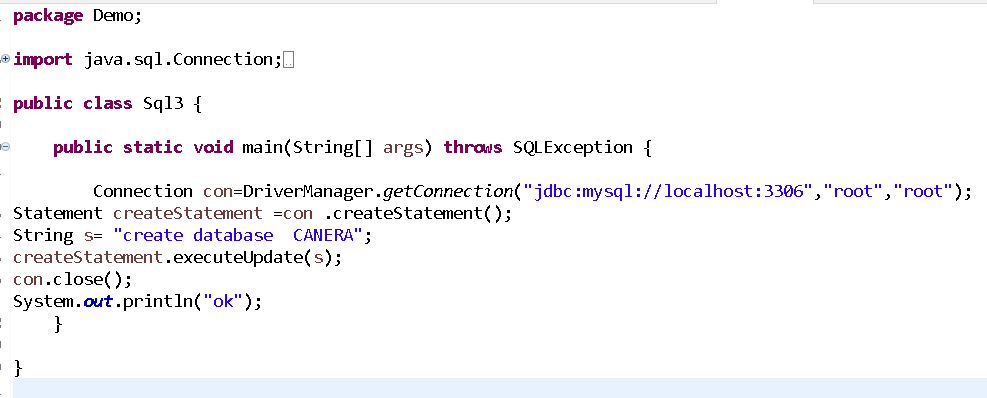 package Demo;
import java.sql.Connection;
public class Sql3 {
public static void main(String[] args) throws SQLException {
Connection con=DriverManager.getConnection("jdbc:mysql://localhost:3306","root","root");
Statement createStatement =con .createStatement();
String s= "create database  CANERA";
createStatement.executeUpdate(s);
con.close();
System.out.println("ok");
}
}